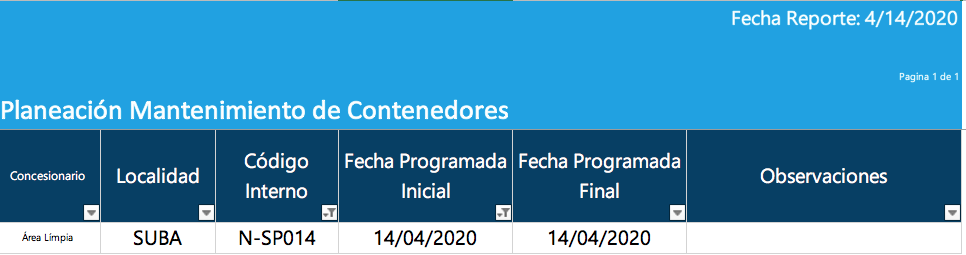 Fecha Reporte: 4/14/2020
Pagina 1 de 1
Planeación Mantenimiento de Contenedores
Concesionario Localidad Código Interno Fecha Programada Inicial Fecha Programada Final Observaciones
Área Limpia SUBA N-SP014 14/04/2020 14/04/2020